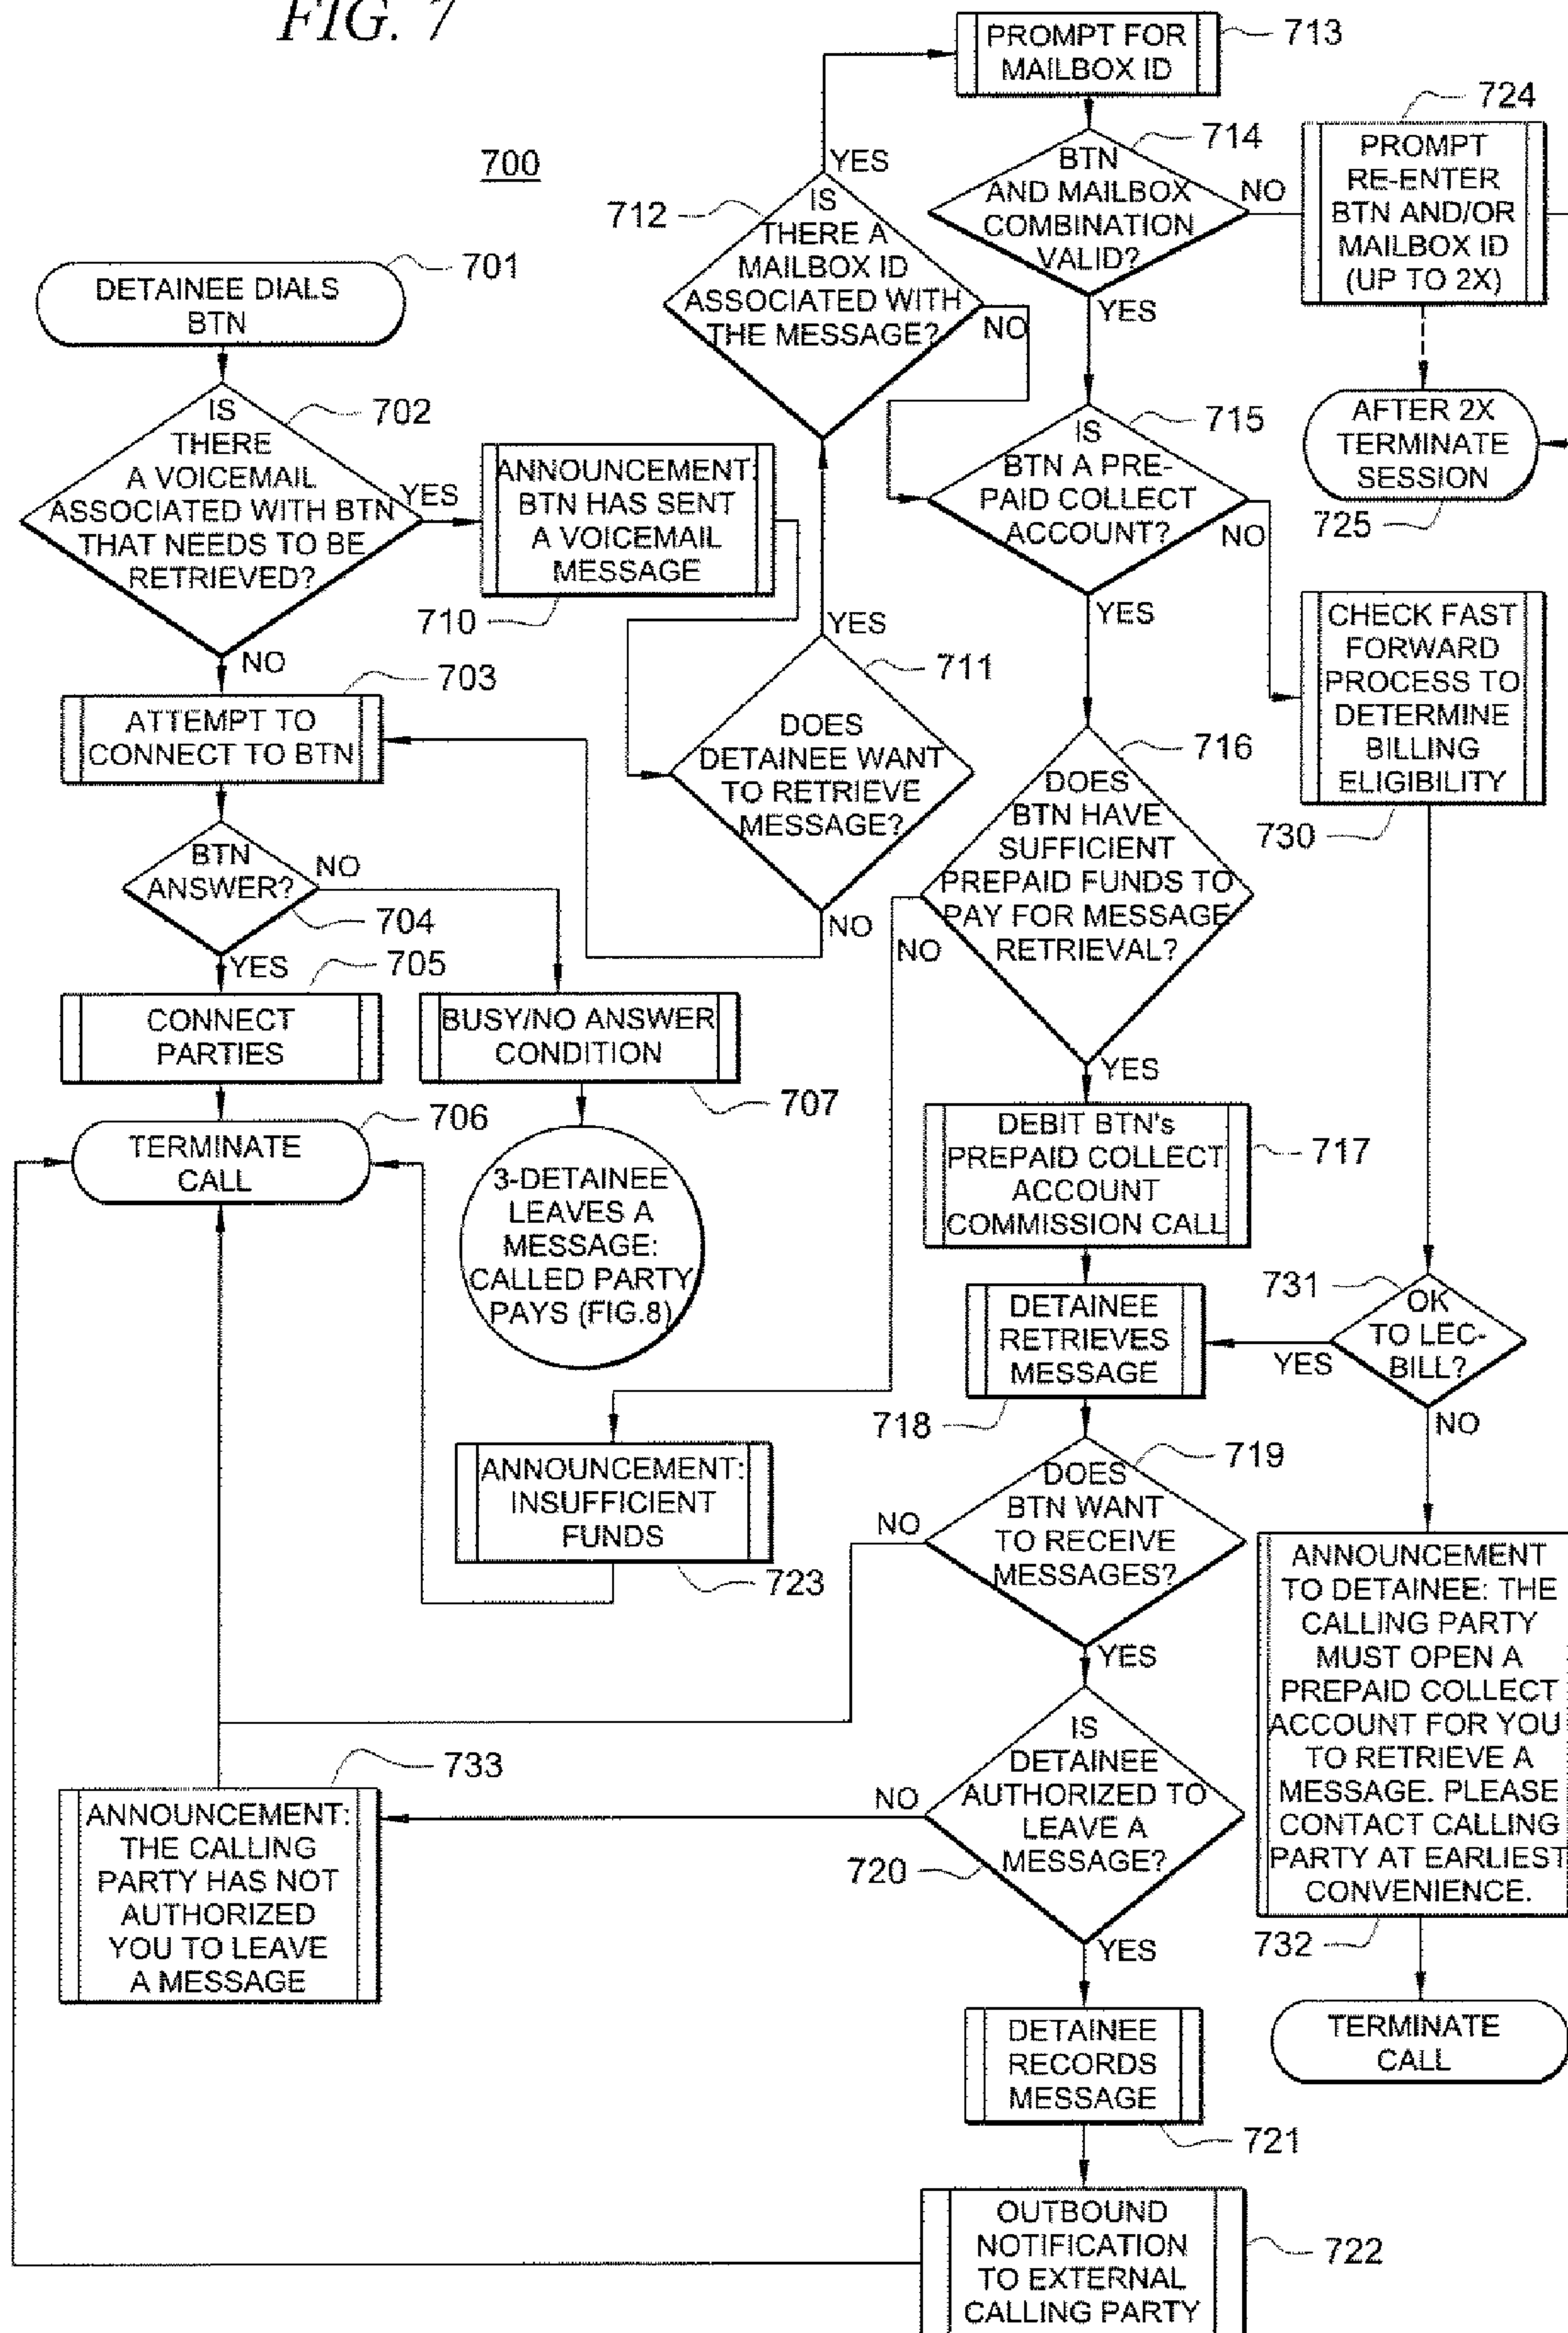 FIG. 7
700
701
DETAINEE DIALS
BTN
702
IS
THERE
A VOICEMAIL
ASSOCIATED WITH BTN
THAT NEEDS TO BE
RETRIEVED?
YES
NO
ANNOUNCEMENT:
BTN HAS SENT
A VOICEMAIL
MESSAGE
710
703
ATTEMPT TO
CONNECT TO BTN
BTN
ANSWER?
704
NO
YES
705
CONNECT
PARTIES
706
TERMINATE
CALL
BUSY/NO ANSWER
CONDITION
707
3-DETAINEE
LEAVES A
MESSAGE:
CALLED PARTY
PAYS (FIG.8)
711
DOES
DETAINEE WANT
TO RETRIEVE
MESSAGE?
YES
NO
712
IS
THERE A
MAILBOX ID
ASSOCIATED WITH
THE MESSAGE?
YES
NO
PROMPT FOR
MAILBOX ID
713
714
BTN
AND MAILBOX
COMBINATION
VALID?
NO
YES
724
PROMPT
RE-ENTER
BTN AND/OR
MAILBOX ID
(UP TO 2X)
AFTER 2X
TERMINATE
SESSION
725
715
IS
BTN A PRE-
PAID COLLECT
ACCOUNT?
NO
YES
CHECK FAST
FORWARD
PROCESS TO
DETERMINE
BILLING
ELIGIBILITY
730
716
DOES
BTN HAVE
SUFFICIENT
PREPAID FUNDS TO
PAY FOR MESSAGE
RETRIEVAL?
NO
YES
DEBIT BTN's
PREPAID COLLECT
ACCOUNT
COMMISSION CALL
717
DETAINEE
RETRIEVES
MESSAGE
718
731
OK
TO LEC-
BILL?
YES
NO
ANNOUNCEMENT:
INSUFFICIENT
FUNDS
723
719
DOES
BTN WANT
TO RECEIVE
MESSAGES?
NO
YES
IS
DETAINEE
AUTHORIZED TO
LEAVE A
MESSAGE?
720
NO
YES
733
ANNOUNCEMENT:
THE CALLING
PARTY HAS NOT
AUTHORIZED
YOU TO LEAVE
A MESSAGE
ANNOUNCEMENT
TO DETAINEE: THE
CALLING PARTY
MUST OPEN A
PREPAID COLLECT
ACCOUNT FOR YOU
TO RETRIEVE A
MESSAGE. PLEASE
CONTACT CALLING
PARTY AT EARLIEST
CONVENIENCE.
732
TERMINATE
CALL
DETAINEE
RECORDS
MESSAGE
721
OUTBOUND
NOTIFICATION
TO EXTERNAL
CALLING PARTY
722